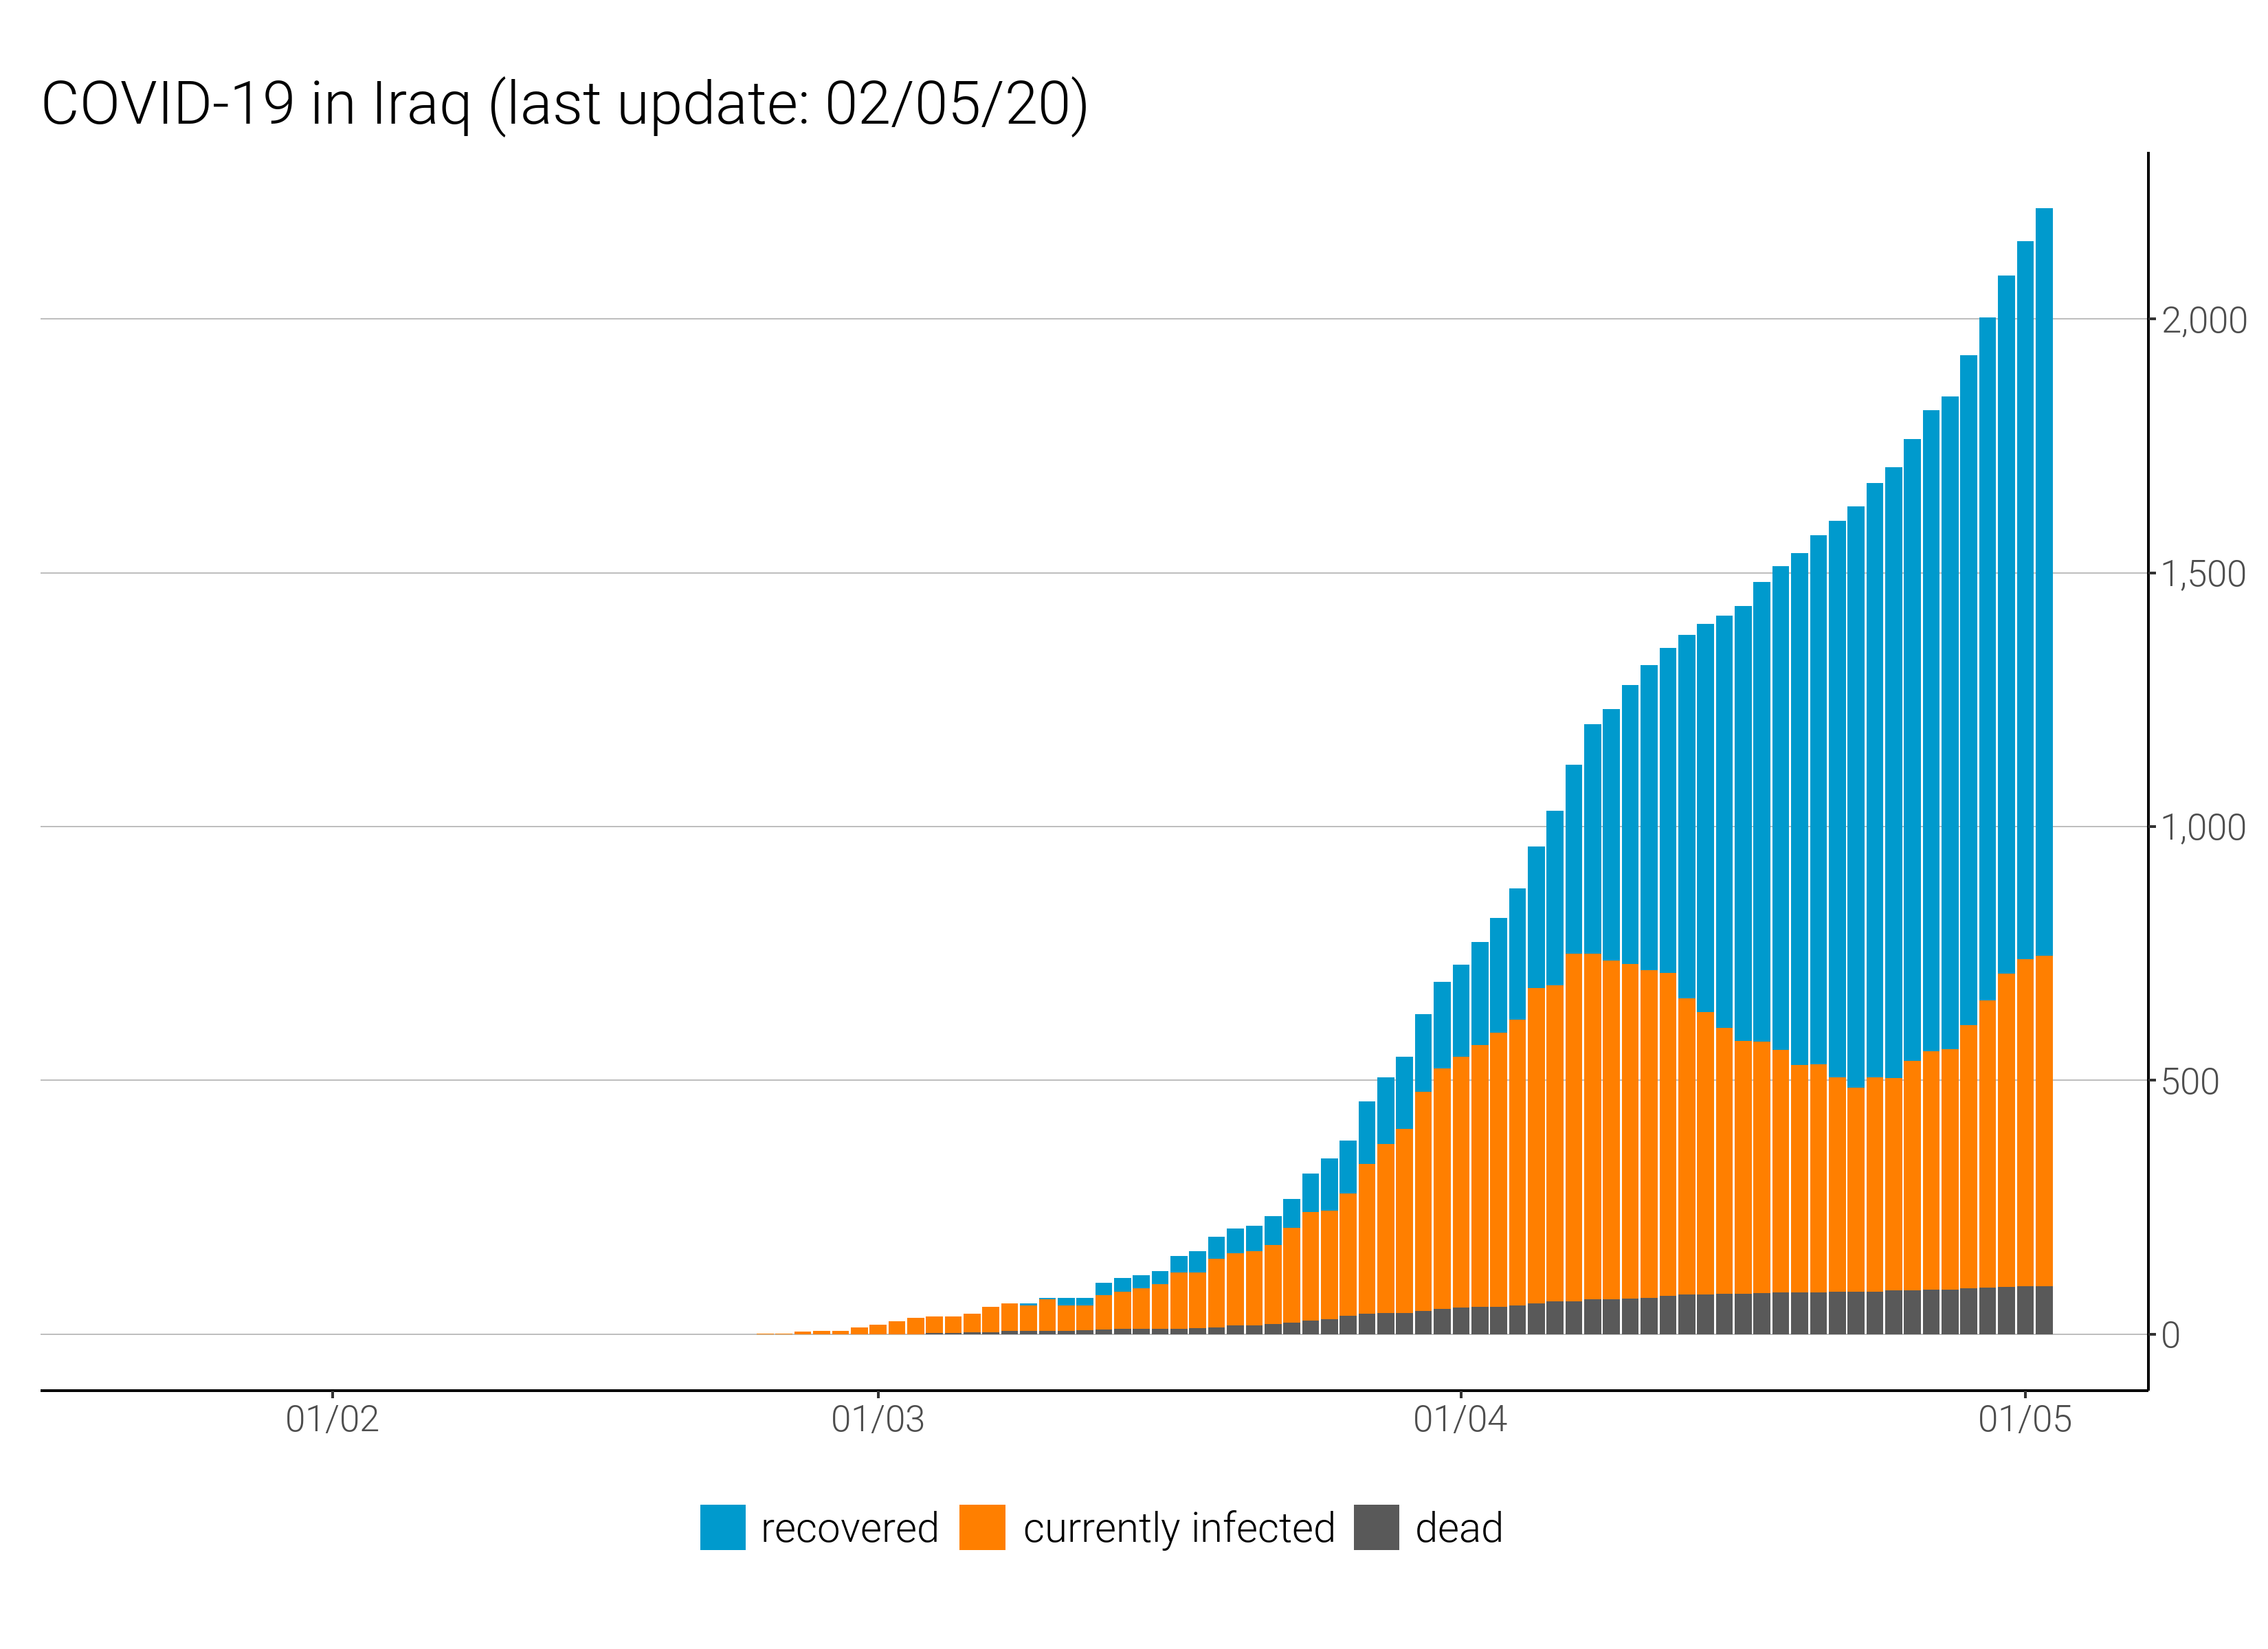 COVID-19 in Iraq (last update: 02/05/20)
2,000
1,500
1,000
500
0
01/02 01/03 01/04 01/05
recovered currently infected dead